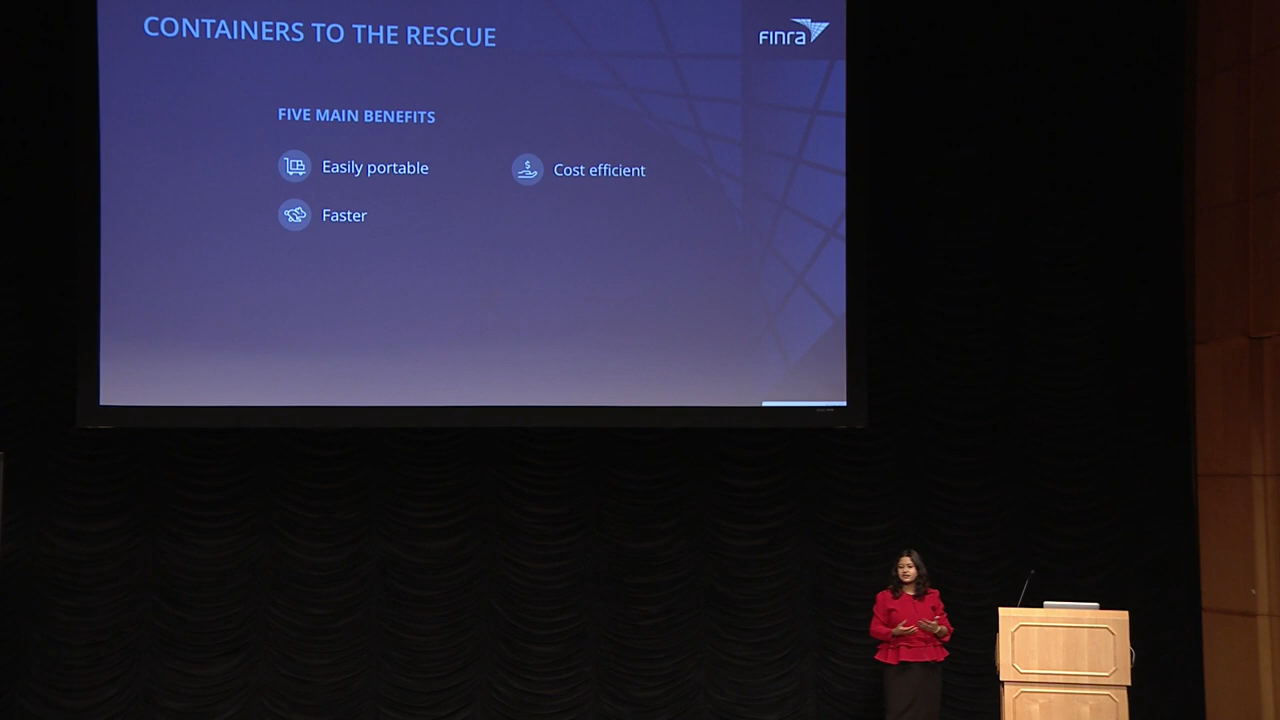 CONTAINERS TO THE RESCUE
FINra
FIVE MAIN BENEFITS
Easily portable
Cost efficient
Faster